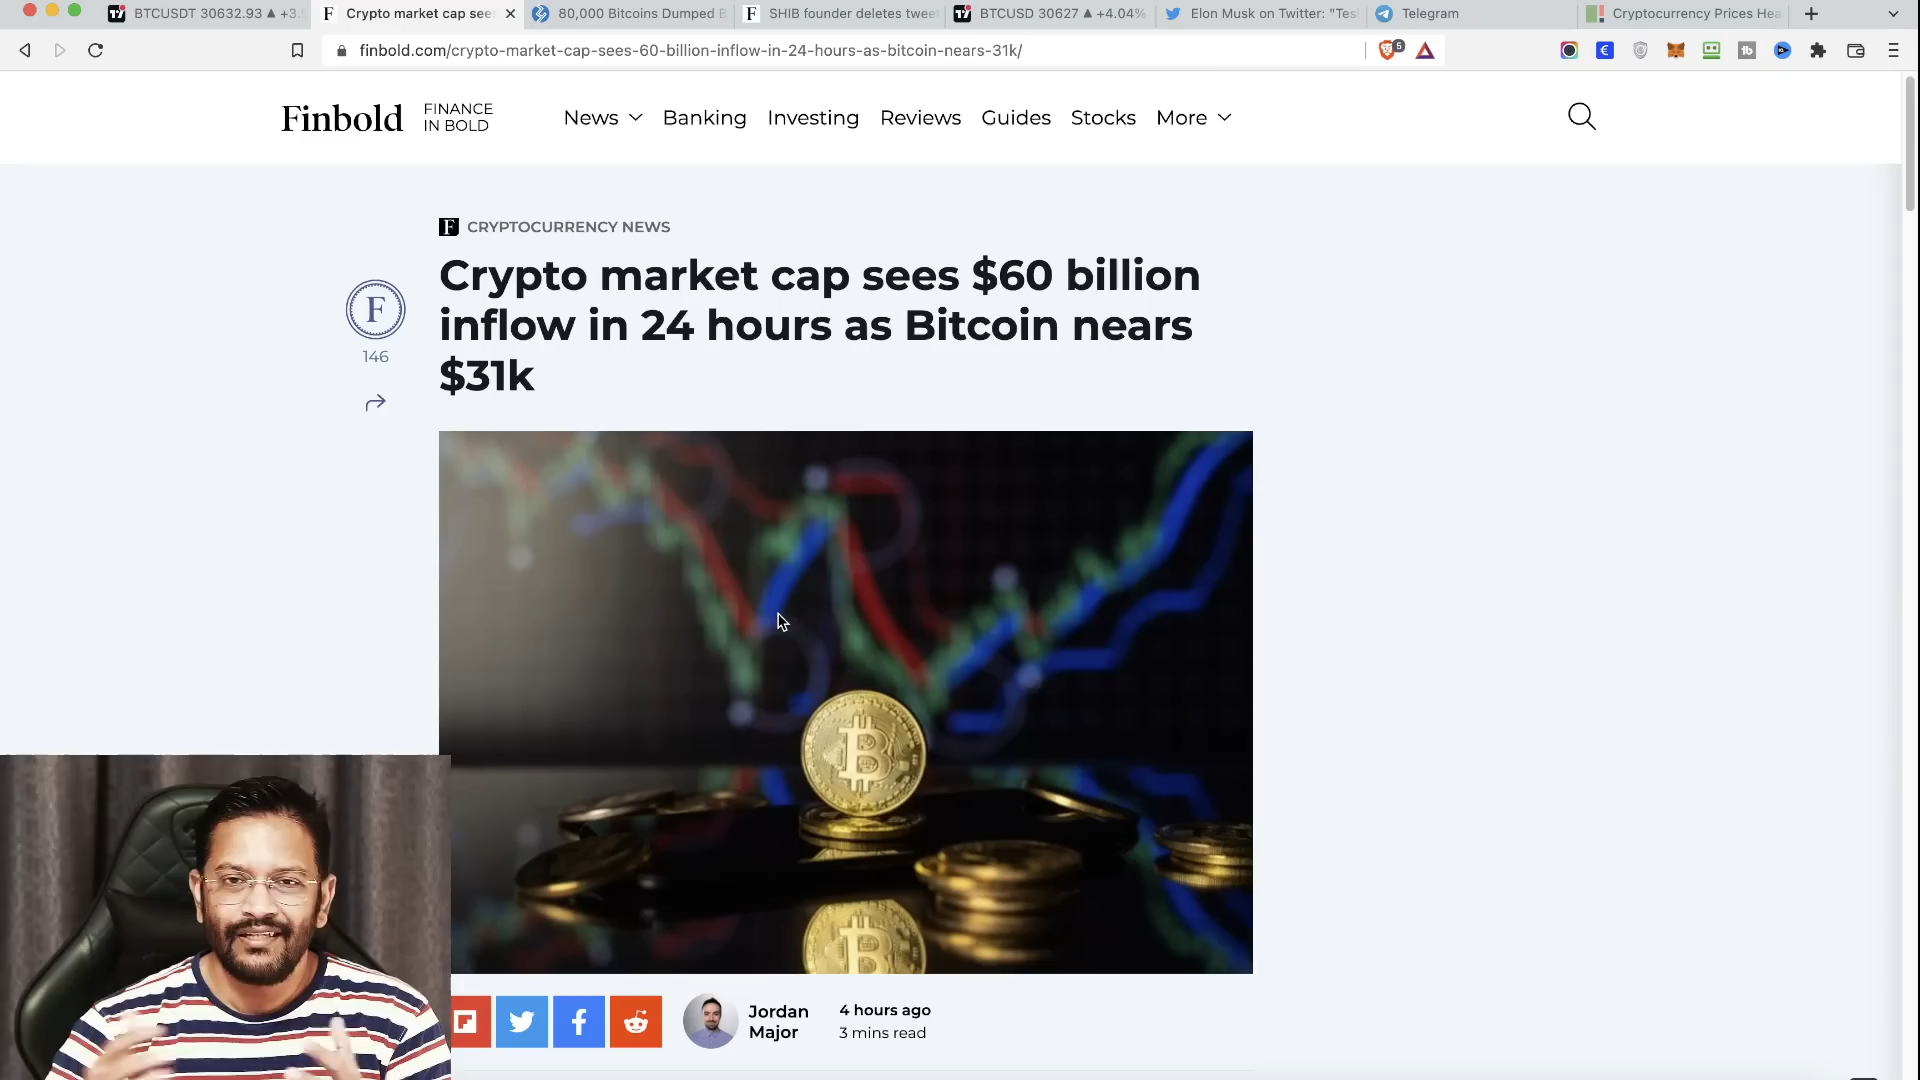 BTCUSDT 30632.93 ▲ +3.
Crypto market cap see
80,000 Bitcoins Dumped B
SHIB founder deletes twee
BTCUSD 30627 ▲ +4.04%
Elon Musk on Twitter: "Tes
Telegram
Cryptocurrency Prices Hea
finbold.com/crypto-market-cap-sees-60-billion-inflow-in-24-hours-as-bitcoin-nears-31k/
5
Finbold
FINANCE
IN BOLD
News
Banking
Investing
Reviews
Guides
Stocks
More
F CRYPTOCURRENCY NEWS
Crypto market cap sees $60 billion
inflow in 24 hours as Bitcoin nears
$31k
F
146
Jordan
Major
4 hours ago
3 mins read